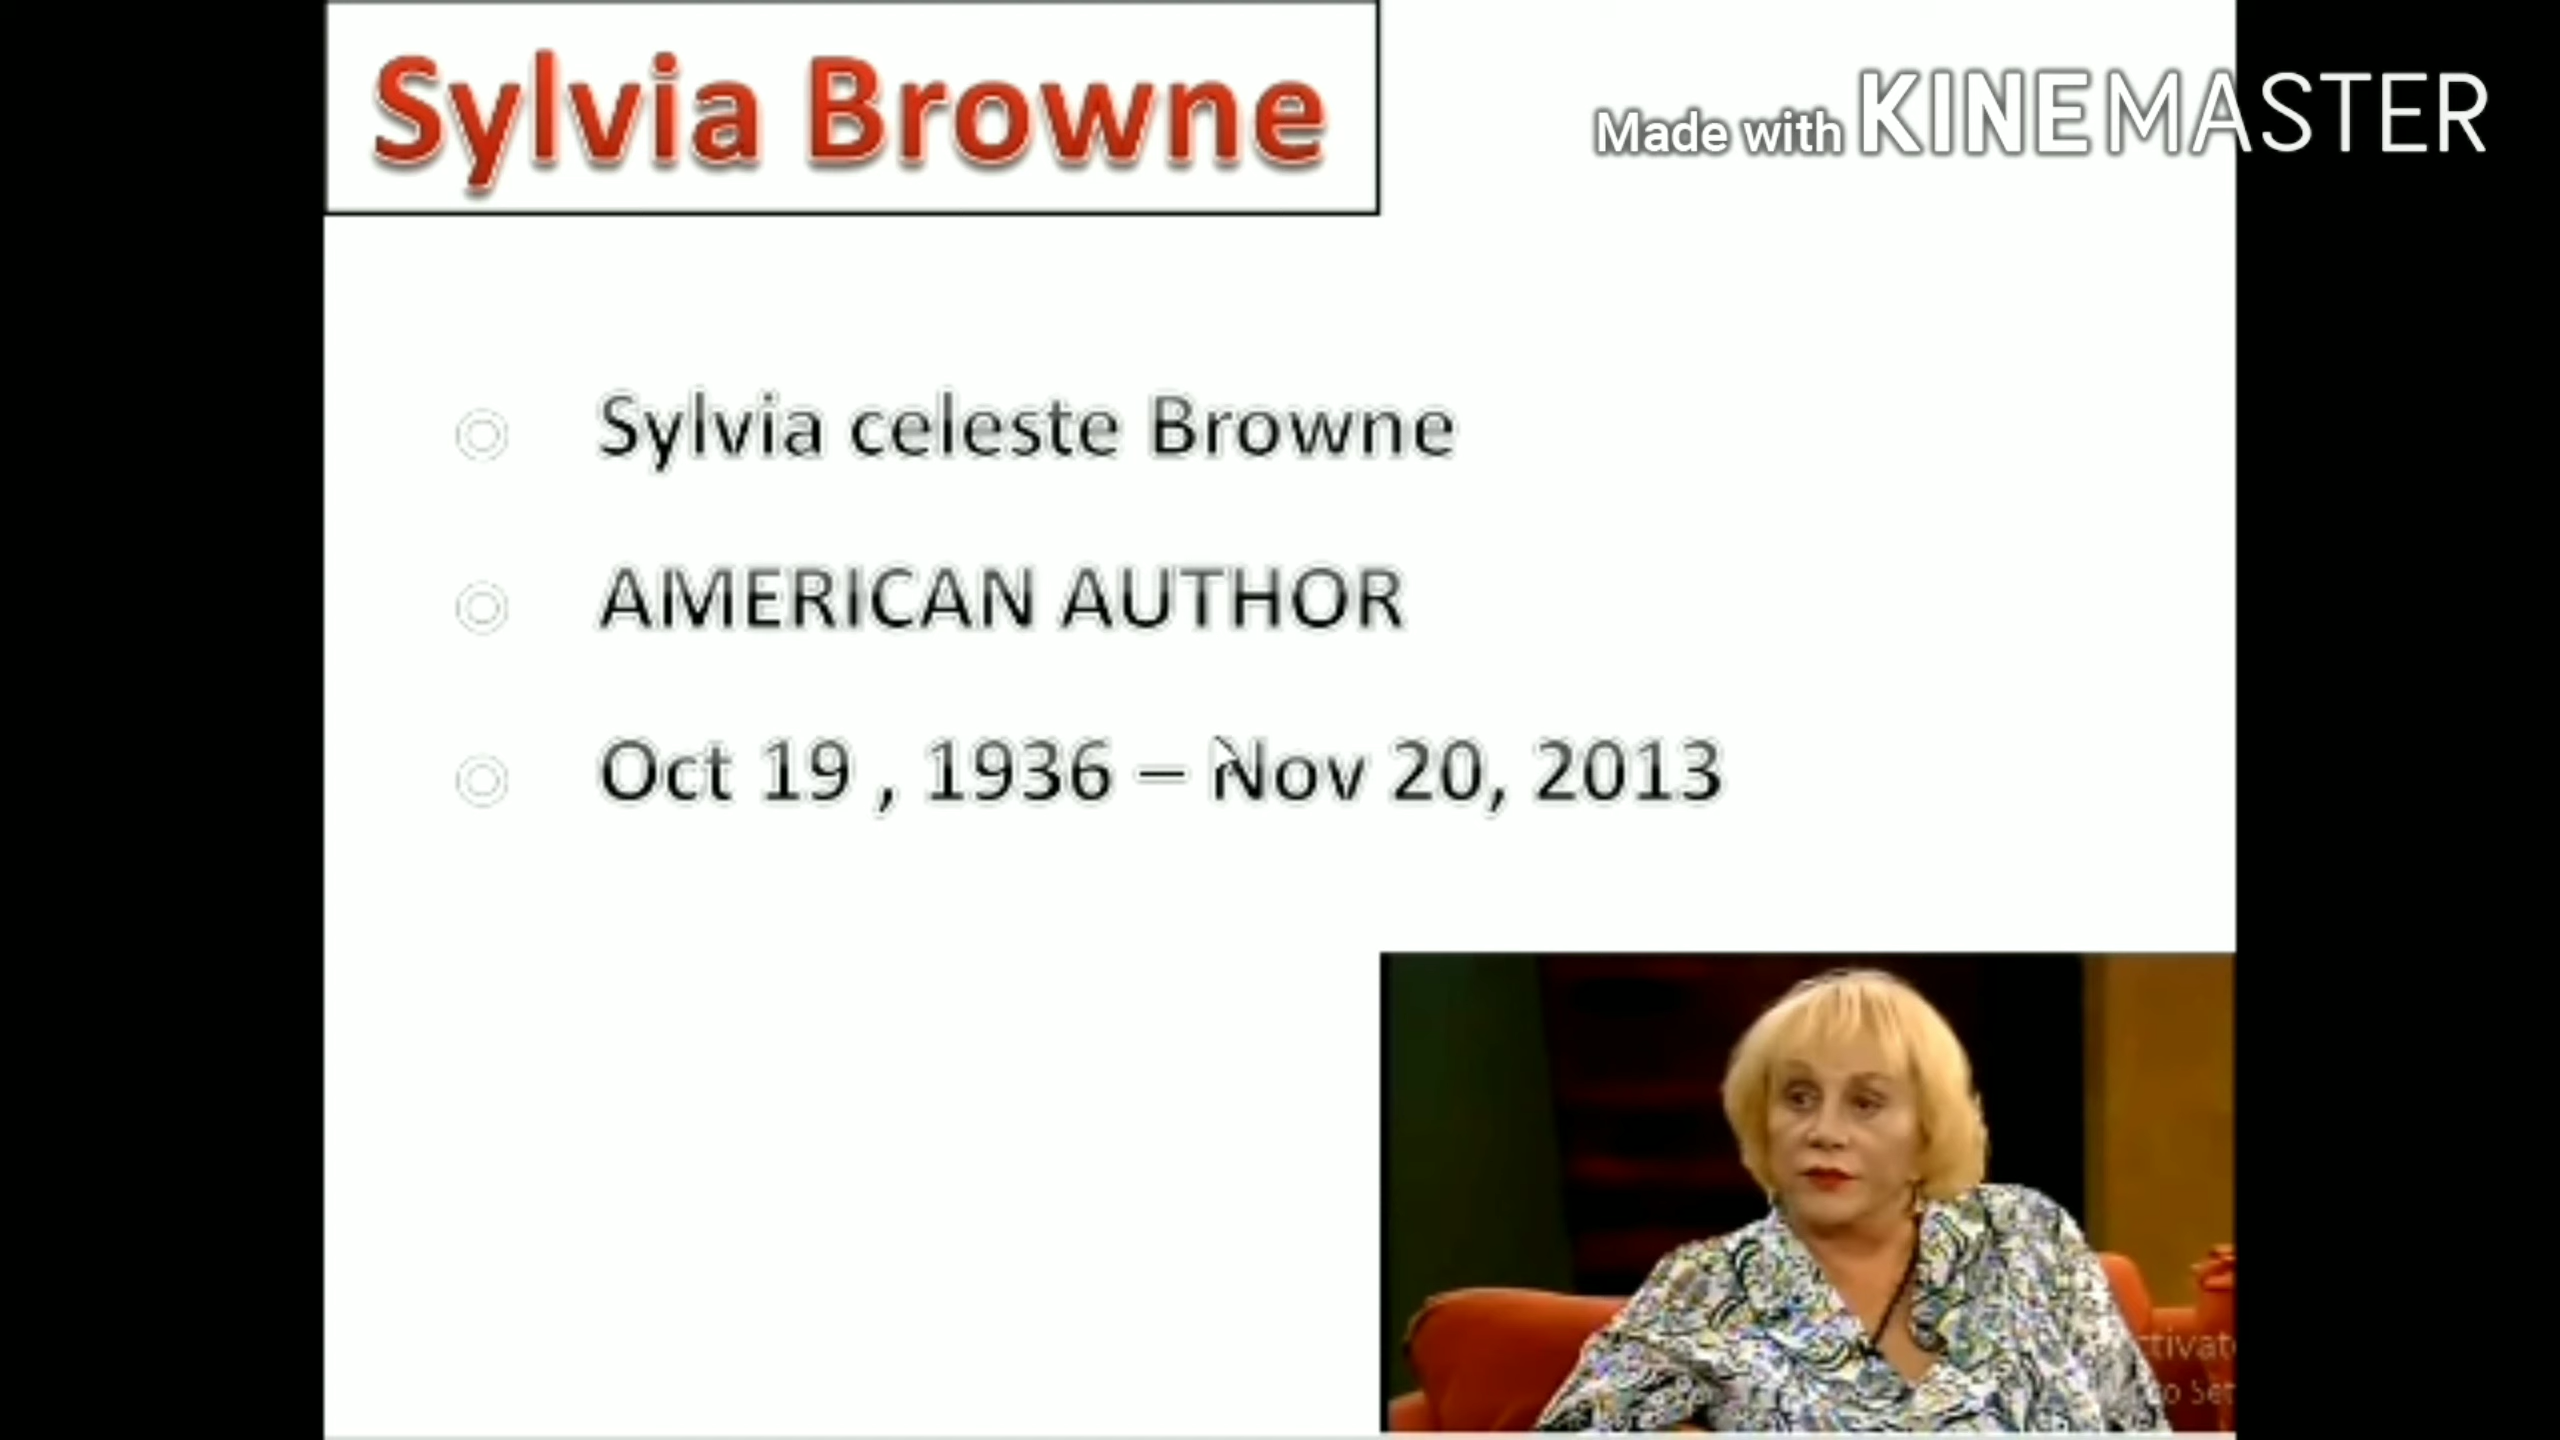 Sylvia Browne
Made with KINEMASTER
Sylvia celeste Browne
AMERICAN AUTHOR
Oct 19 , 1936 – Nov 20, 2013